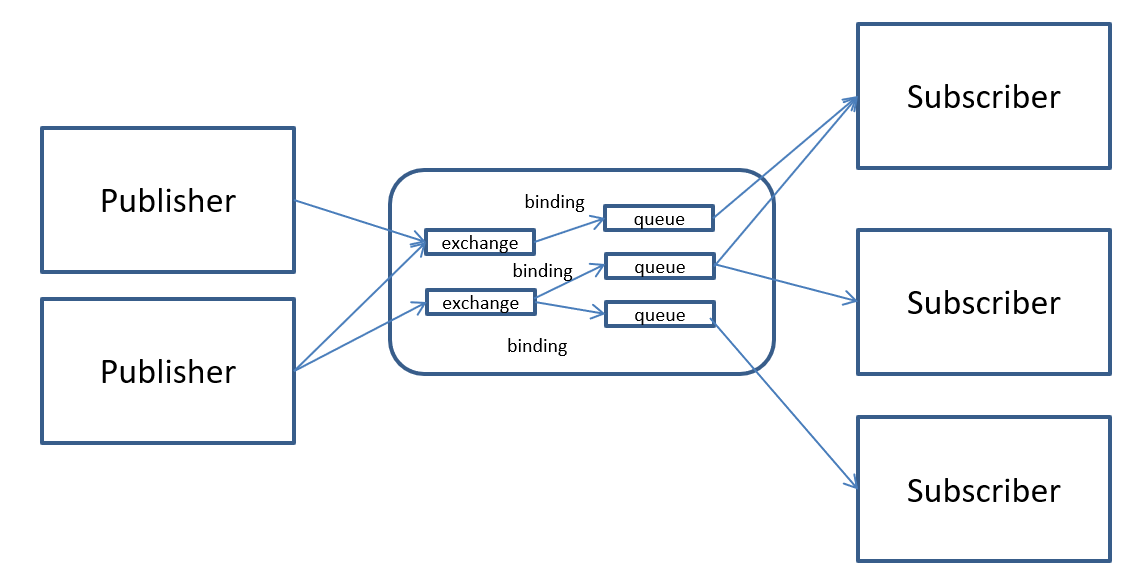 Publisher
Publisher
binding
exchange
queue
binding
exchange
queue
queue
binding
Subscriber
Subscriber
Subscriber